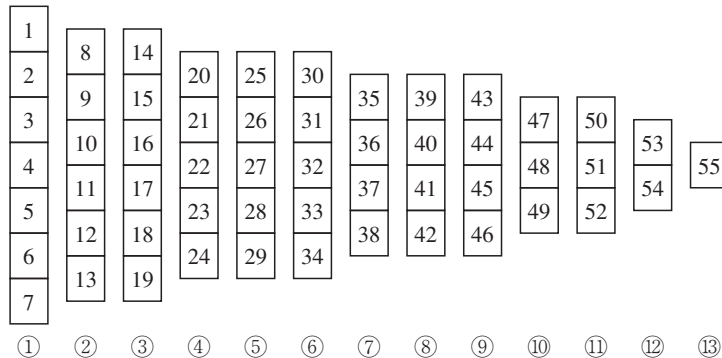 1
8 14
2 20 25 30
9 15 35 39 43
3 21 26 31 47 50
10 16 36 40 44 53
4 22 27 32 48 51 55
11 17 37 41 45 54
5 23 28 33 49 52
12 18 38 42 46
6 24 29 34
13 19
7
① ② ③ ④ ⑤ ⑥ ⑦ ⑧ ⑨ ⑩ ⑪ ⑫ ⑬